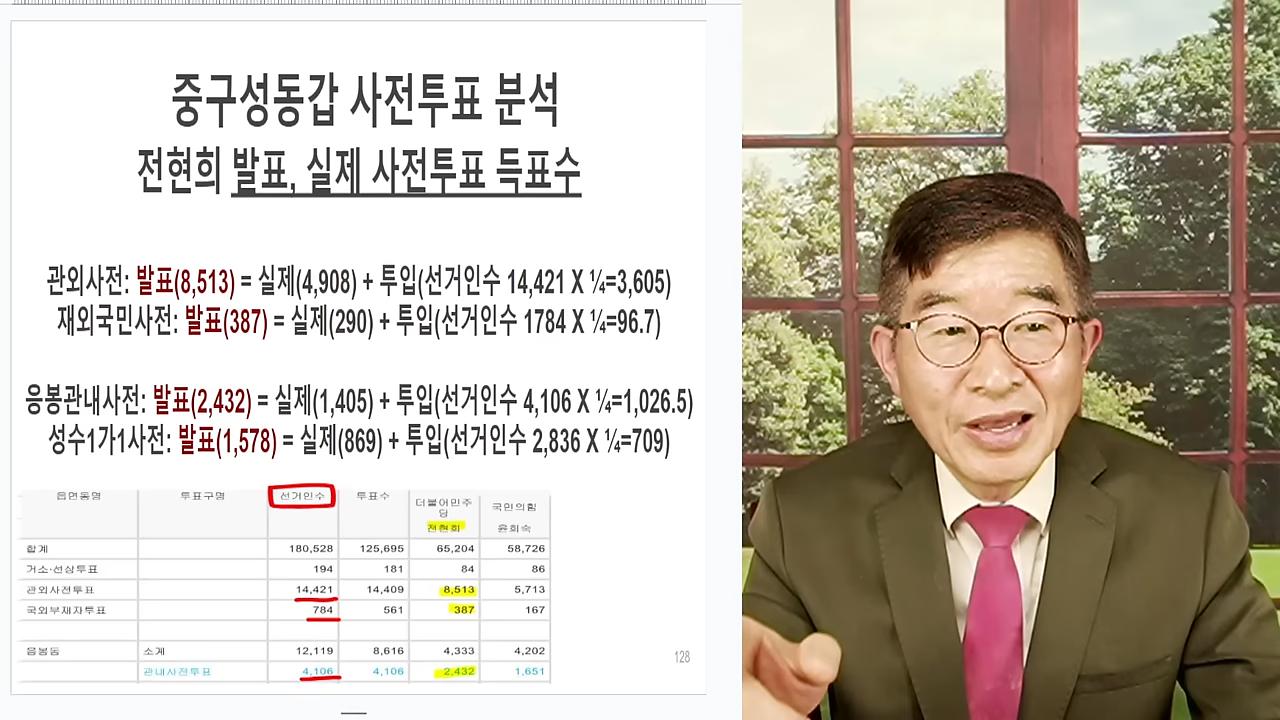 중구성동갑 사전투표 분석
전현희 발표, 실제 사전투표 득표수
관외사전: 발표(8,513) = 실제(4,908) + 투입(선거인수 14,421 X ¼=3,605)
재외국민사전: 발표(387) = 실제(290) + 투입(선거인수 1784 X ¼=96.7)
응봉관내사전: 발표(2,432) = 실제(1,405) + 투입(선거인수 4,106 X ¼=1,026.5)
성수1가1사전: 발표(1,578) = 실제(869) + 투입(선거인수 2,836 X ¼=709)
읍면동명 투표구명 선거인수 투표수 더불어민주당 전현희 국민의힘 윤희숙
합계 180,528 125,695 65,204 58,726
거소·선상투표 194 181 84 86
관외사전투표 14,421 14,409 8,513 5,713
국외부재자투표 784 561 387 167
응봉동 소계 12,119 8,616 4,333 4,202
관내사전투표 4,106 4,106 2,432 1,651
128